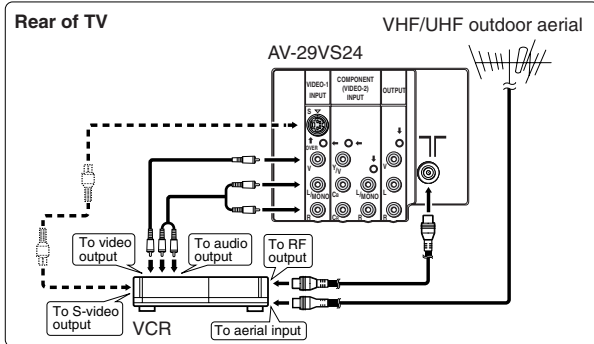 Rear of TV
VHF/UHF outdoor aerial
AV-29VS24
VIDEO-1
INPUT
COMPONENT
(VIDEO-2)
INPUT
OUTPUT
S
OVER
V
Y/V
V
L/MONO
L/MONO
L
R
R
R
To video
output
To audio
output
To RF
output
To S-video
output
VCR
To aerial input